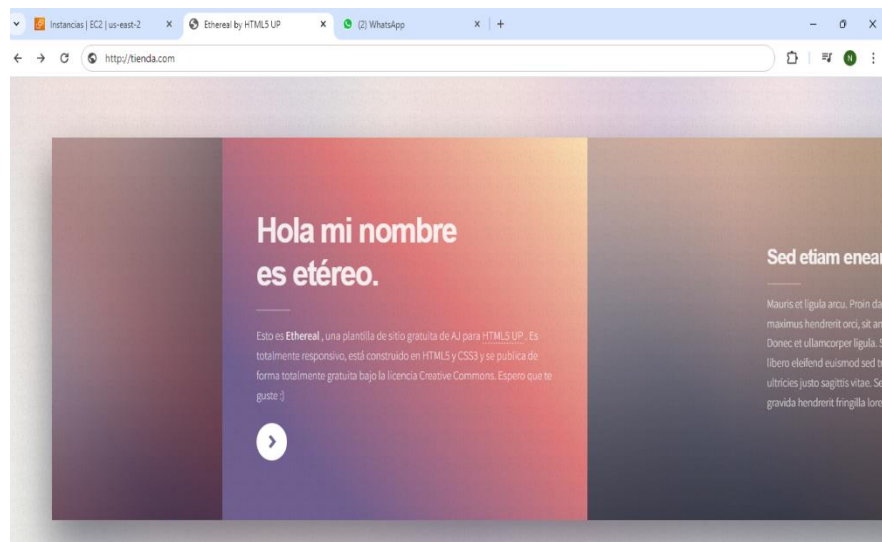 Instancias | EC2 | us-east-2
Ethereal by HTML5 UP
(2) WhatsApp
http://tienda.com
N
Hola mi nombre
es etéreo.
Esto es Ethereal , una plantilla de sitio gratuita de AJ para HTML5 UP . Es
totalmente responsivo, está construido en HTML5 y CSS3 y se publica de
forma totalmente gratuita bajo la licencia Creative Commons. Espero que te
guste :)
Sed etiam enear
Mauris et ligula arcu. Proin da
maximus hendrerit orci, sit an
Donec et ullamcorper ligula. S
libero eleifend euismod sed t
ultricies justo sagittis vitae. Se
gravida hendrerit fringilla lore